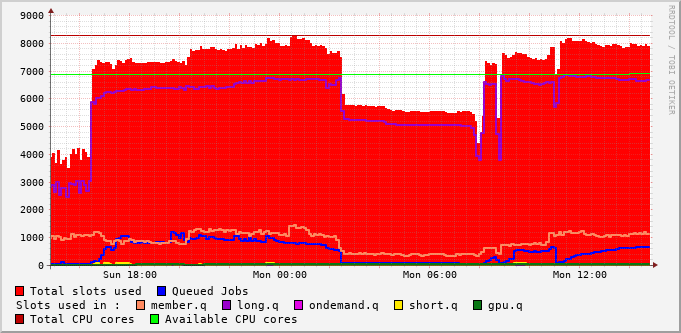 9000
8000
7000
6000
5000
4000
3000
2000
1000
0
Sun 18:00 Mon 00:00 Mon 06:00 Mon 12:00
Total slots used Queued Jobs
Slots used in : member.q long.q ondemand.q short.q gpu.q
Total CPU cores Available CPU cores
RRDTOOL / TOBI OETIKER